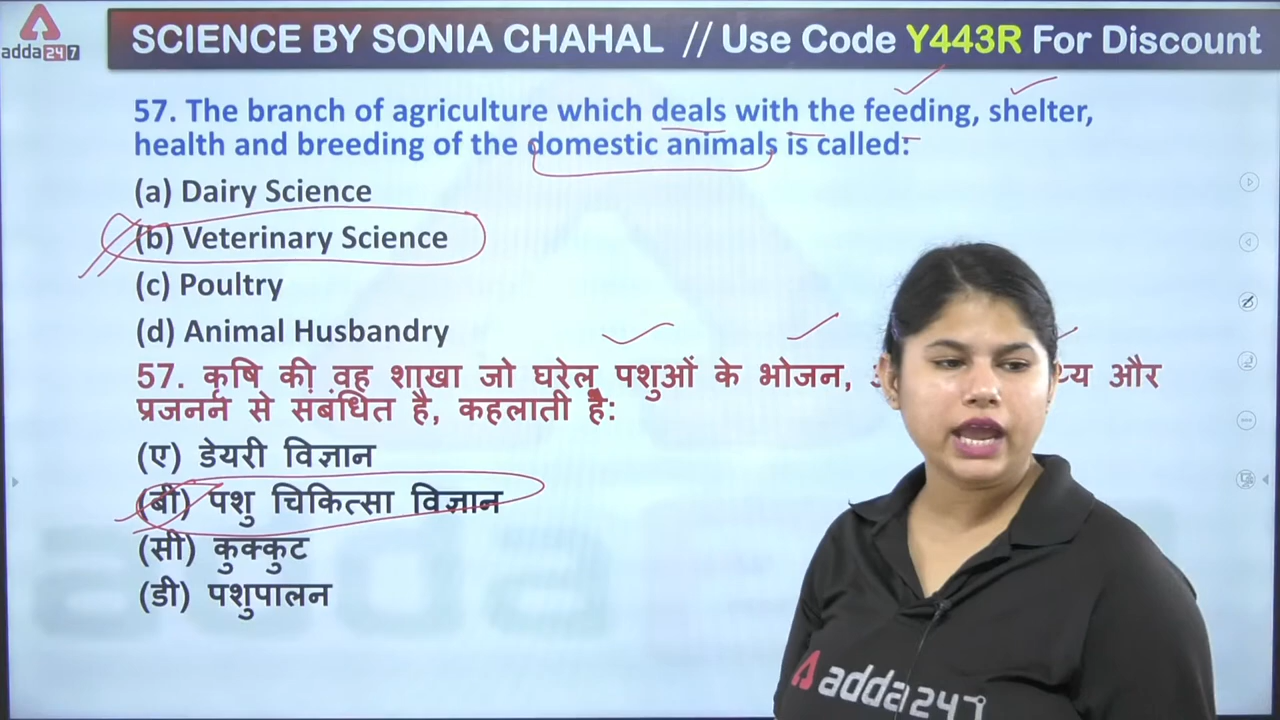 adda247
SCIENCE BY SONIA CHAHAL // Use Code Y443R For Discount
57. The branch of agriculture which deals with the feeding, shelter,
health and breeding of the domestic animals is called:
(a) Dairy Science
(b) Veterinary Science
(c) Poultry
(d) Animal Husbandry
57. कृषि की वह शाखा जो घरेलू पशुओं के भोजन, और
प्रजनन से संबंधित है, कहलाती है:
(ए) डेयरी विज्ञान
(बी) पशु चिकित्सा विज्ञान
(सी) कुक्कुट
(डी) पशुपालन
adda247